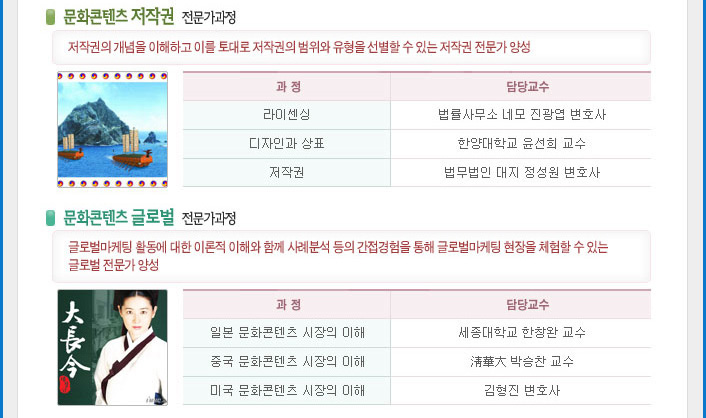 문화콘텐츠 저작권 전문가과정
저작권의 개념을 이해하고 이를 토대로 저작권의 범위와 유형을 선별할 수 있는 저작권 전문가 양성
과 정 담당교수
라이센싱 법률사무소 네모 진광엽 변호사
디자인과 상표 한양대학교 윤선희 교수
저작권 법무법인 대지 정성원 변호사
문화콘텐츠 글로벌 전문가과정
글로벌마케팅 활동에 대한 이론적 이해와 함께 사례분석 등의 간접경험을 통해 글로벌마케팅 현장을 체험할 수 있는
글로벌 전문가 양성
大長今
과 정 담당교수
일본 문화콘텐츠 시장의 이해 세종대학교 한창완 교수
중국 문화콘텐츠 시장의 이해 淸華大 박승찬 교수
미국 문화콘텐츠 시장의 이해 김형진 변호사